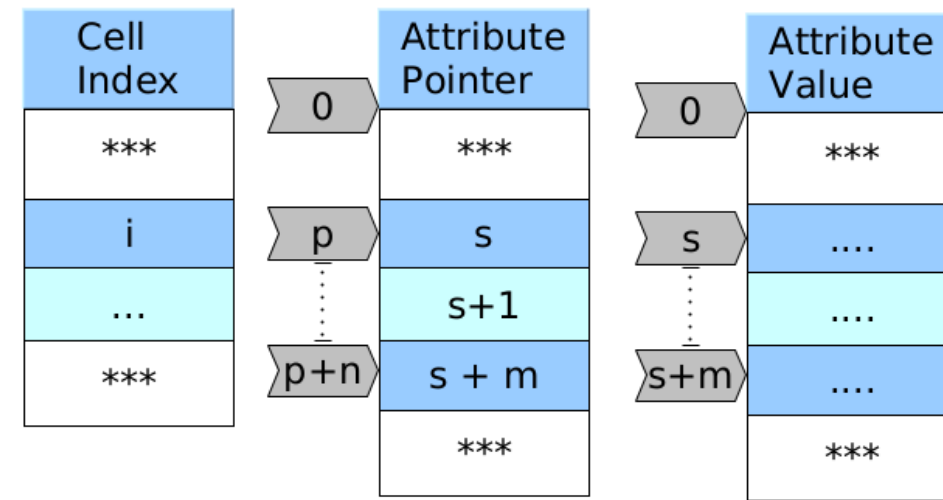 Cell
Index
***
i
...
***
0
p
p+n
Attribute
Pointer
***
s
s+1
s + m
***
0
s
s+m
Attribute
Value
***
....
....
....
***